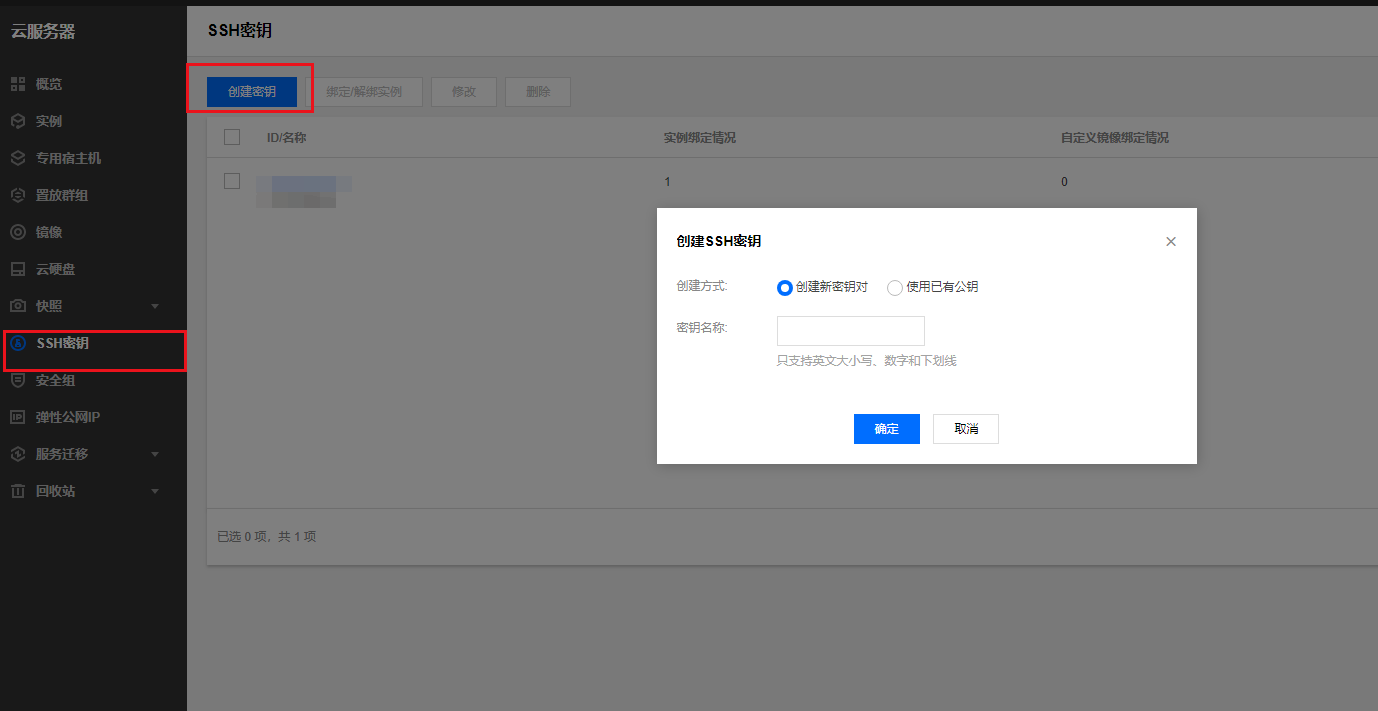 云服务器
概览
实例
专用宿主机
置放群组
镜像
云硬盘
快照
SSH密钥
安全组
弹性公网IP
服务迁移
回收站
SSH密钥
创建密钥 绑定/解绑实例 修改 删除
ID/名称 实例绑定情况 自定义镜像绑定情况
1 0
创建SSH密钥
创建方式: 创建新密钥对 使用已有公钥
密钥名称:
只支持英文大小写、数字和下划线
确定 取消
已选 0 项，共 1 项